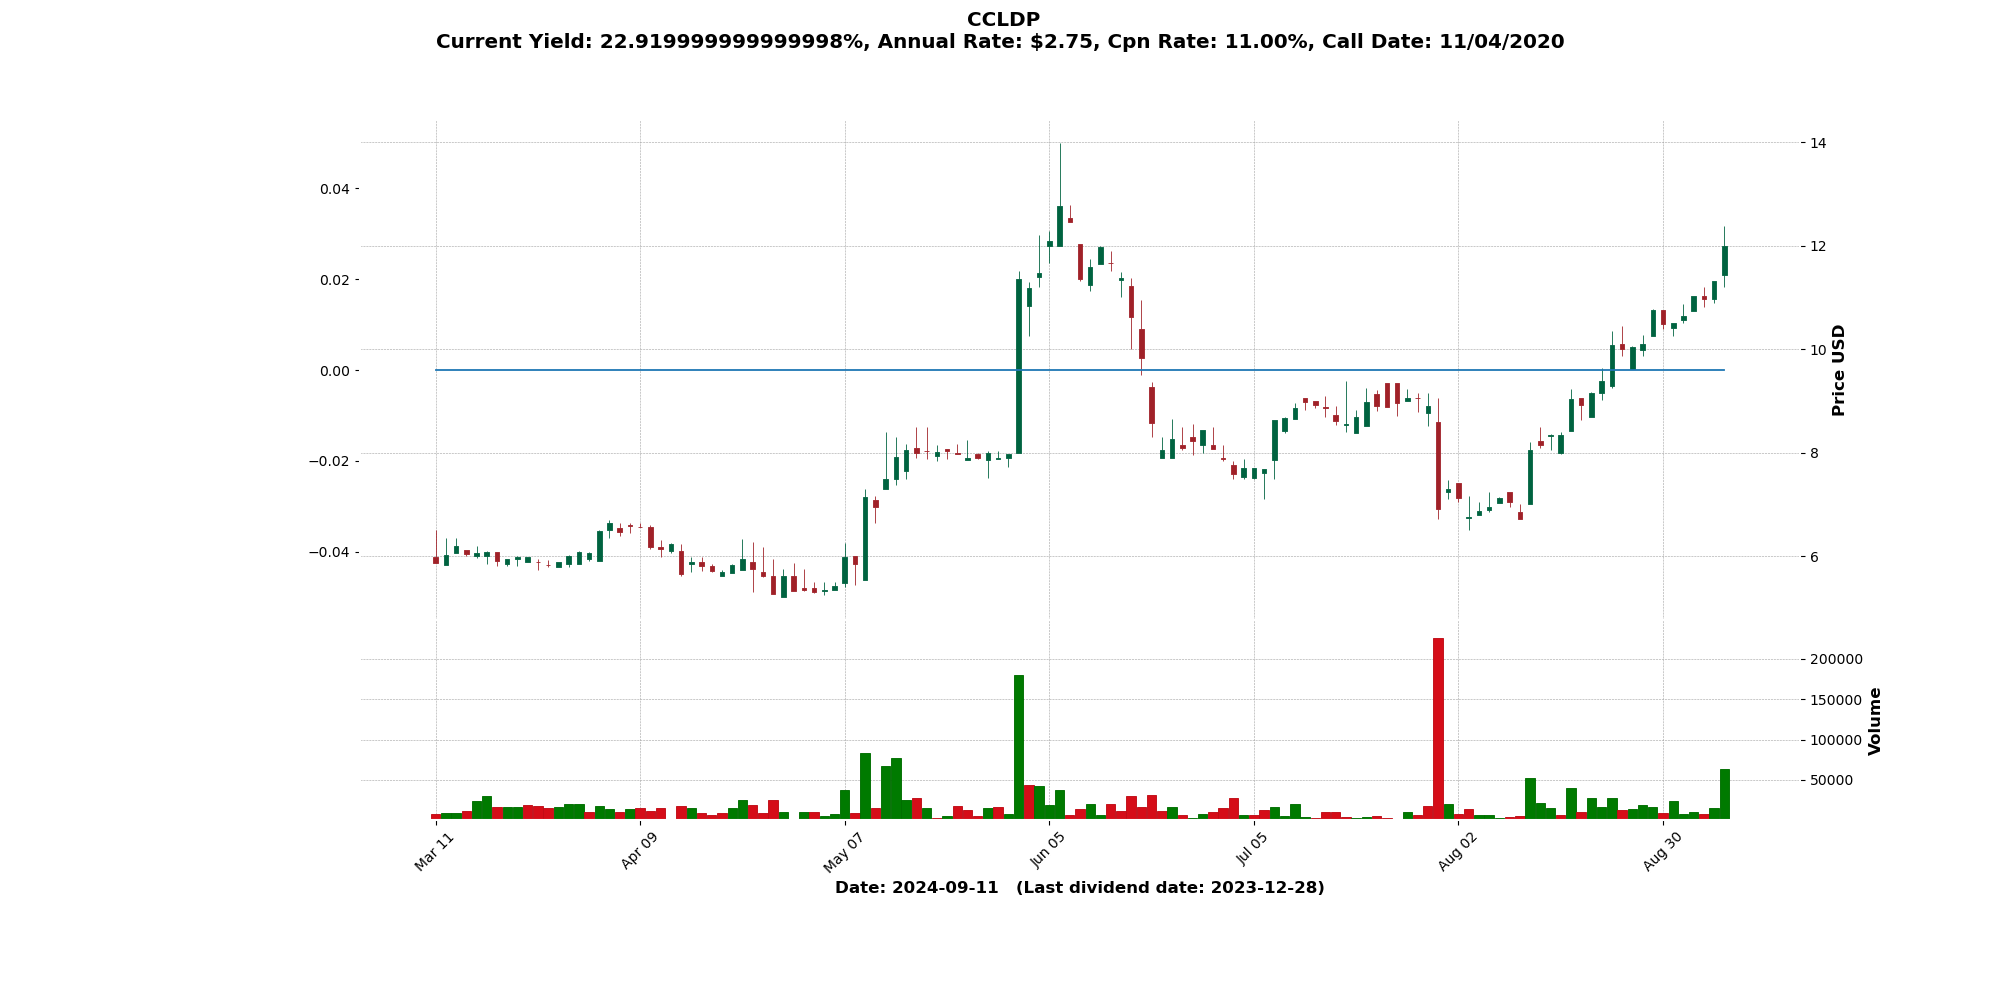 CCLDP
Current Yield: 22.919999999999998%, Annual Rate: $2.75, Cpn Rate: 11.00%, Call Date: 11/04/2020
0.04
0.02
0.00
−0.02
−0.04
14
12
10
8
6
Price USD
200000
150000
100000
50000
Volume
Mar 11
Apr 09
May 07
Jun 05
Jul 05
Aug 02
Aug 30
Date: 2024-09-11 (Last dividend date: 2023-12-28)